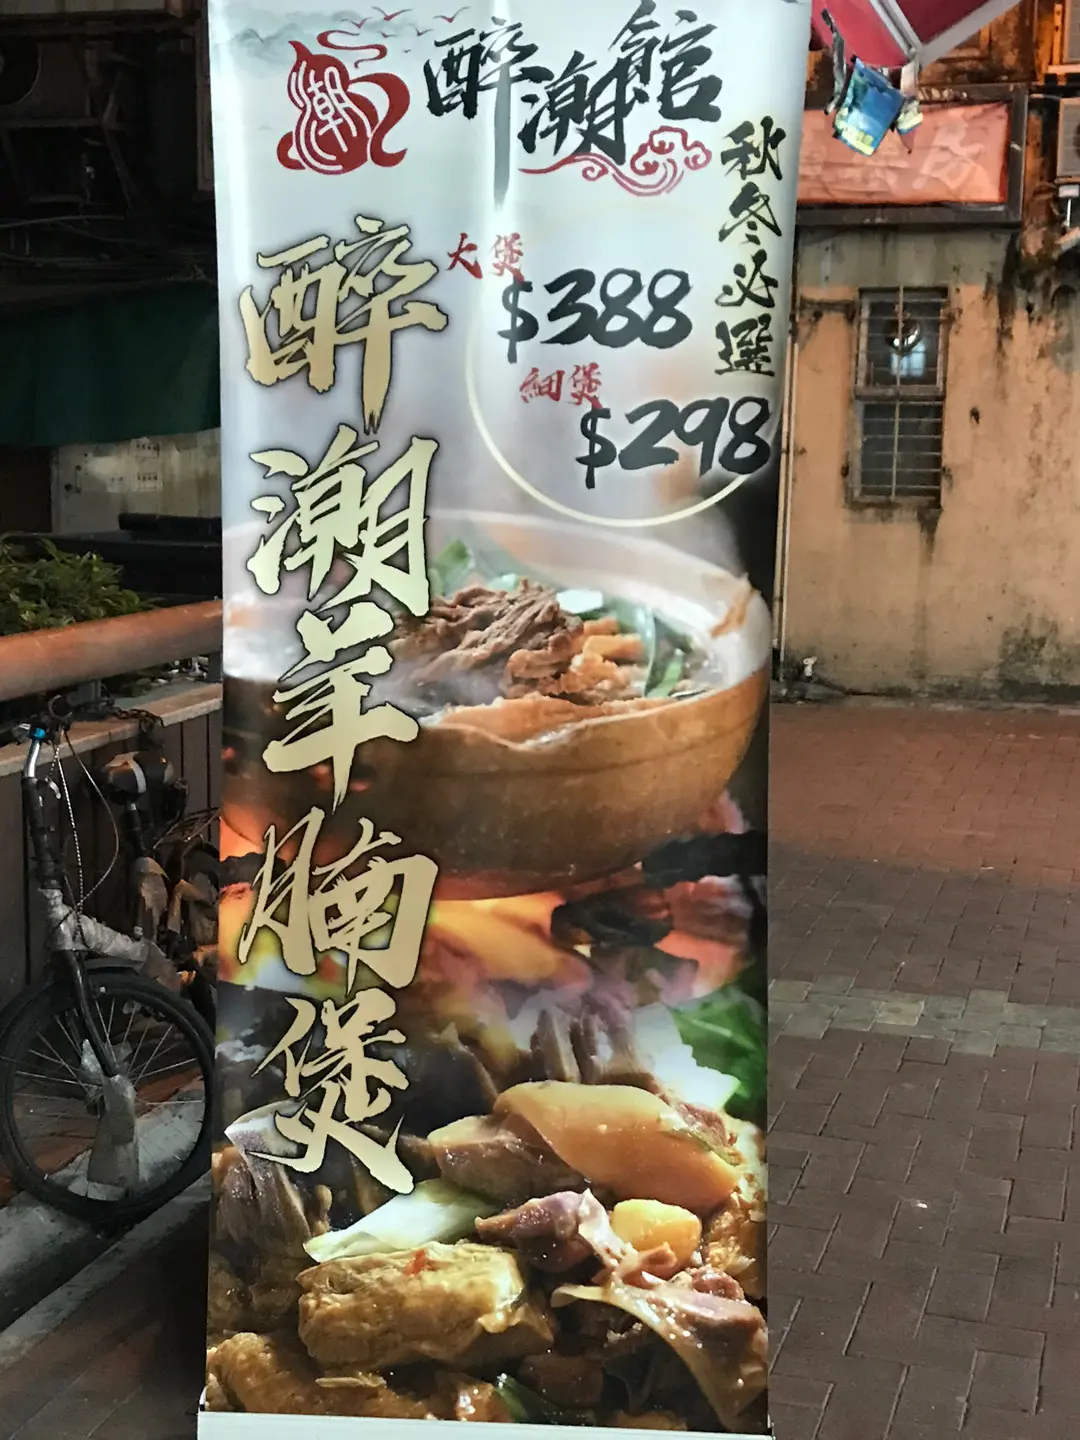 潮
醉潮館
秋冬必選
大煲
$388
細煲
$298
醉潮羊腩煲